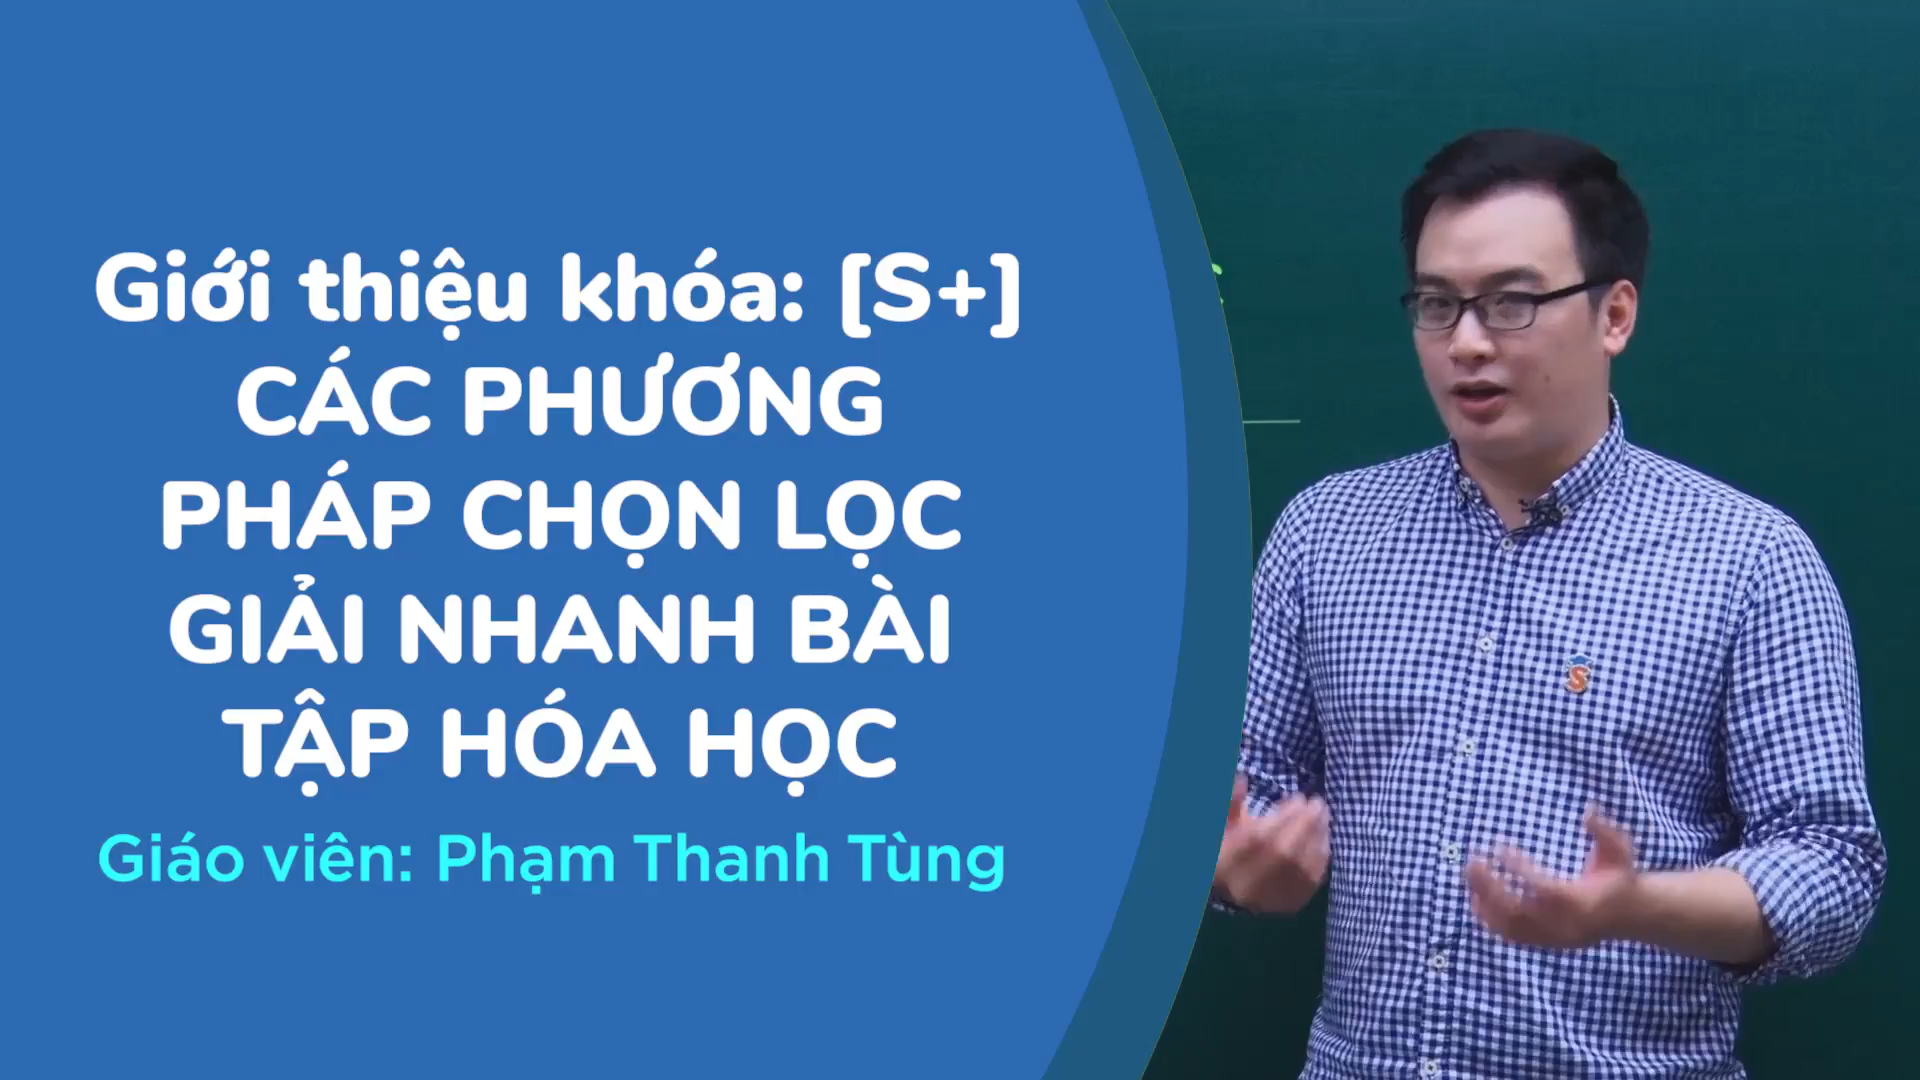 Giới thiệu khóa: [S+]
CÁC PHƯƠNG
PHÁP CHỌN LỌC
GIẢI NHANH BÀI
TẬP HÓA HỌC
Giáo viên: Phạm Thanh Tùng
S